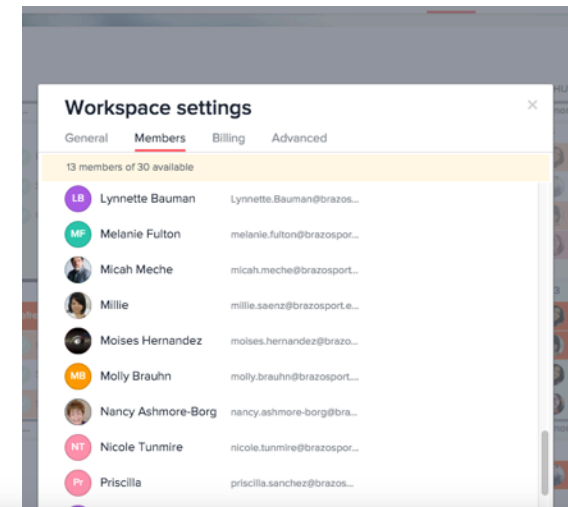 Workspace settings
×
General Members Billing Advanced
13 members of 30 available
LB Lynnette Bauman Lynnette.Bauman@brazos...
MF Melanie Fulton melanie.fulton@brazospor...
Micah Meche micah.meche@brazosport...
Millie millie.saenz@brazosport.e...
Moises Hernandez moises.hernandez@brazo...
MB Molly Brauhn molly.brauhn@brazosport....
Nancy Ashmore-Borg nancy.ashmore-borg@bra...
NT Nicole Tunmire nicole.tunmire@brazospor...
Pr Priscilla priscilla.sanchez@brazos...